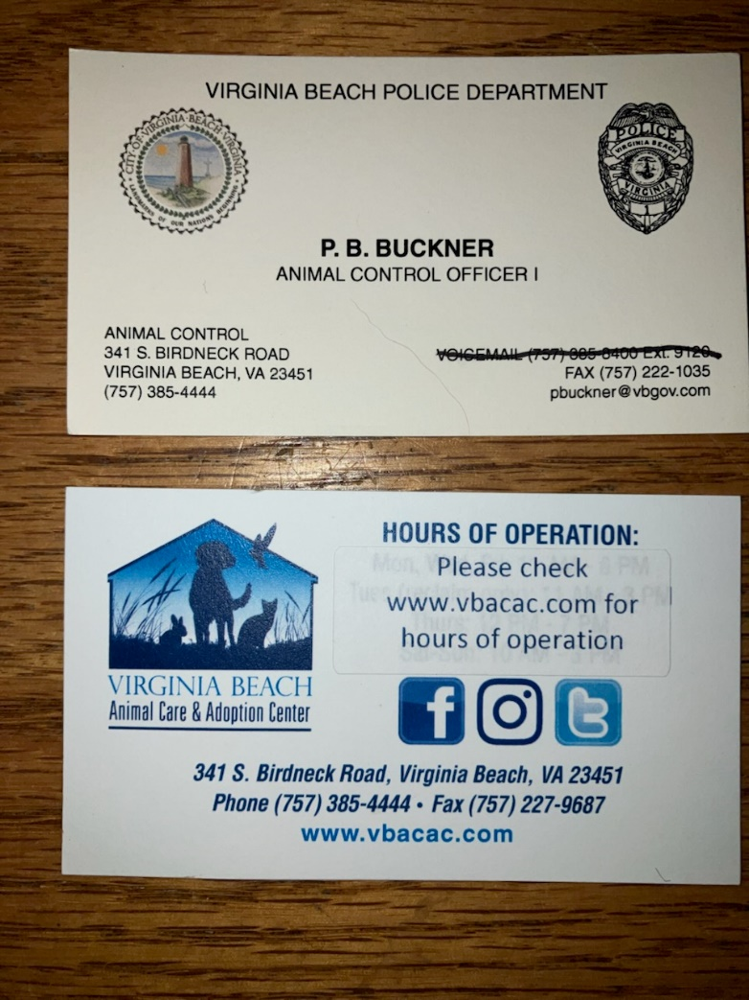 VIRGINIA BEACH POLICE DEPARTMENT
CITY OF VIRGINIA BEACH VIRGINIA
LANDMARKS OF OUR NATIONS BEGINNING
POLICE
VIRGINIA BEACH
VIRGINIA
1
P. B. BUCKNER
ANIMAL CONTROL OFFICER I
ANIMAL CONTROL
341 S. BIRDNECK ROAD
VIRGINIA BEACH, VA 23451
(757) 385-4444
VOICEMAIL (757) 385-8400 Ext. 9120
FAX (757) 222-1035
pbuckner@vbgov.com
HOURS OF OPERATION:
Please check
www.vbacac.com for
hours of operation
VIRGINIA BEACH
Animal Care & Adoption Center
341 S. Birdneck Road, Virginia Beach, VA 23451
Phone (757) 385-4444 • Fax (757) 227-9687
www.vbacac.com